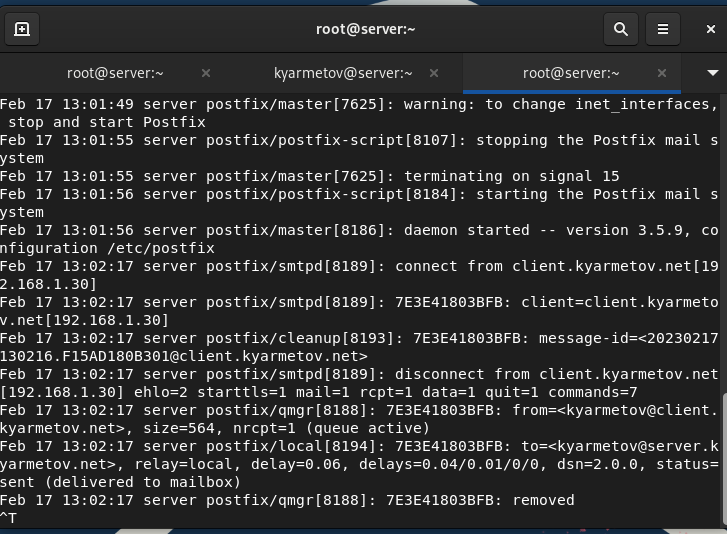 root@server:~
root@server:~
kyarmetov@server:~
root@server:~
Feb 17 13:01:49 server postfix/master[7625]: warning: to change inet_interfaces,
 stop and start Postfix
Feb 17 13:01:55 server postfix/postfix-script[8107]: stopping the Postfix mail s
ystem
Feb 17 13:01:55 server postfix/master[7625]: terminating on signal 15
Feb 17 13:01:56 server postfix/postfix-script[8184]: starting the Postfix mail s
ystem
Feb 17 13:01:56 server postfix/master[8186]: daemon started -- version 3.5.9, co
nfiguration /etc/postfix
Feb 17 13:02:17 server postfix/smtpd[8189]: connect from client.kyarmetov.net[19
2.168.1.30]
Feb 17 13:02:17 server postfix/smtpd[8189]: 7E3E41803BFB: client=client.kyarmeto
v.net[192.168.1.30]
Feb 17 13:02:17 server postfix/cleanup[8193]: 7E3E41803BFB: message-id=<20230217
130216.F15AD180B301@client.kyarmetov.net>
Feb 17 13:02:17 server postfix/smtpd[8189]: disconnect from client.kyarmetov.net
[192.168.1.30] ehlo=2 starttls=1 mail=1 rcpt=1 data=1 quit=1 commands=7
Feb 17 13:02:17 server postfix/qmgr[8188]: 7E3E41803BFB: from=<kyarmetov@client.
kyarmetov.net>, size=564, nrcpt=1 (queue active)
Feb 17 13:02:17 server postfix/local[8194]: 7E3E41803BFB: to=<kyarmetov@server.k
yarmetov.net>, relay=local, delay=0.06, delays=0.04/0.01/0/0, dsn=2.0.0, status=
sent (delivered to mailbox)
Feb 17 13:02:17 server postfix/qmgr[8188]: 7E3E41803BFB: removed
^T